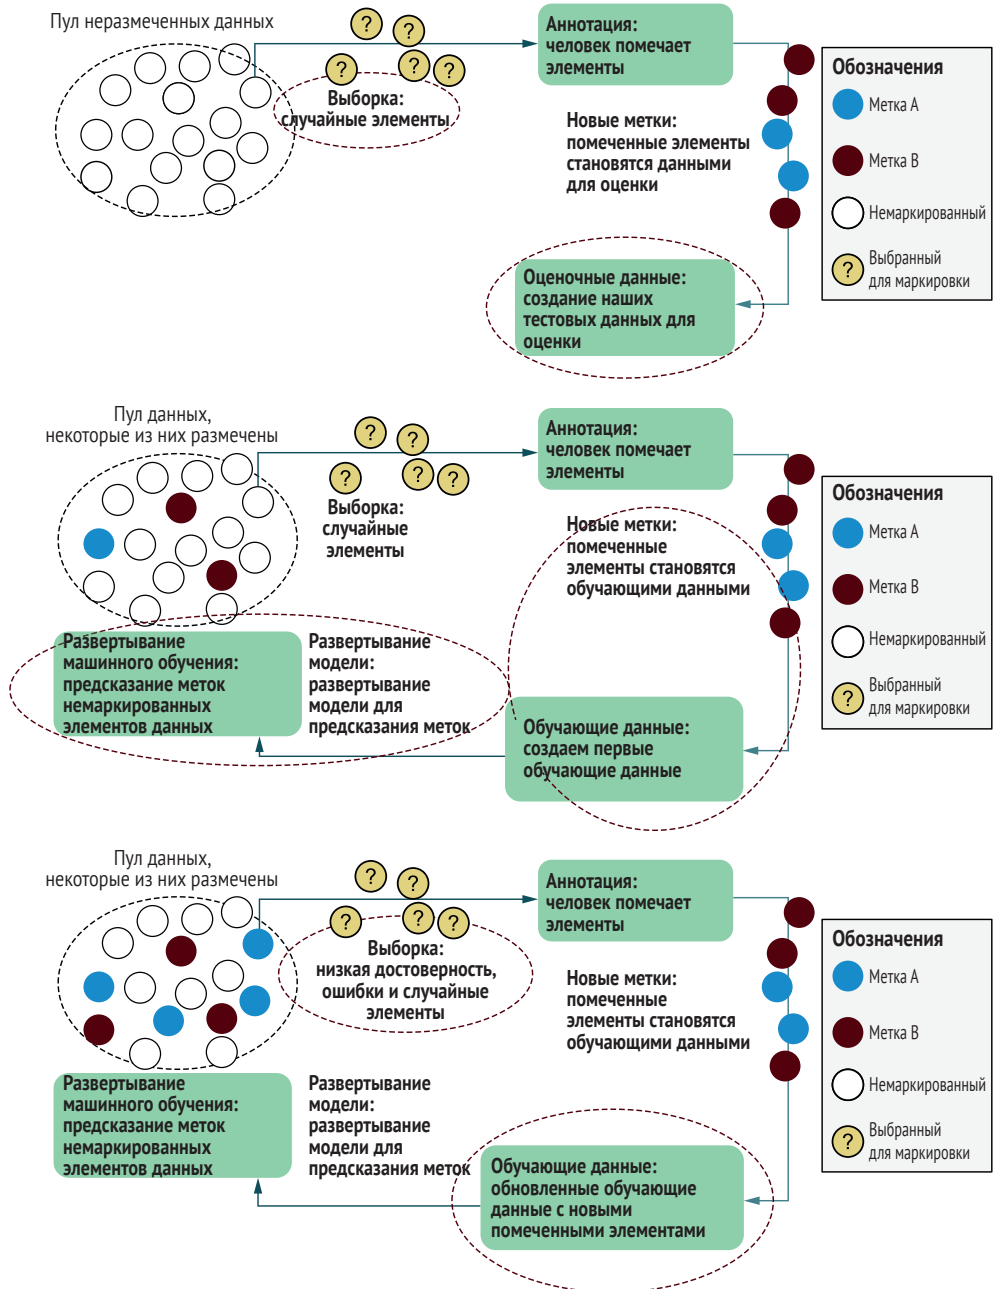 Пул неразмеченных данных
?
?
?
?
?
Выборка:
случайные элементы
Аннотация:
человек помечает
элементы
Новые метки:
помеченные элементы
становятся данными
для оценки
Оценочные данные:
создание наших
тестовых данных для
оценки
Обозначения
Метка А
Метка В
Немаркированный
?
Выбранный
для маркировки
Пул данных,
некоторые из них размечены
?
?
?
?
?
Выборка:
случайные
элементы
Аннотация:
человек помечает
элементы
Новые метки:
помеченные
элементы становятся
обучающими данными
Развертывание
машинного обучения:
предсказание меток
немаркированных
элементов данных
Развертывание
модели:
развертывание
модели для
предсказания меток
Обучающие данные:
создаем первые
обучающие данные
Обозначения
Метка А
Метка В
Немаркированный
?
Выбранный
для маркировки
Пул данных,
некоторые из них размечены
?
?
?
?
?
Выборка:
низкая достоверность,
ошибки и случайные
элементы
Аннотация:
человек помечает
элементы
Новые метки:
помеченные
элементы становятся
обучающими данными
Развертывание
машинного обучения:
предсказание меток
немаркированных
элементов данных
Развертывание
модели:
развертывание
модели для
предсказания меток
Обучающие данные:
обновленные обучающие
данные с новыми
помеченными элементами
Обозначения
Метка А
Метка В
Немаркированный
?
Выбранный
для маркировки